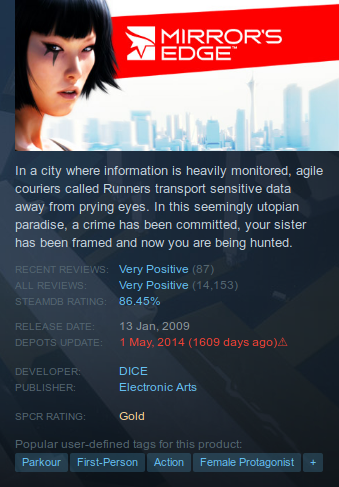 MIRROR'S
EDGE™
In a city where information is heavily monitored, agile
couriers called Runners transport sensitive data
away from prying eyes. In this seemingly utopian
paradise, a crime has been committed, your sister
has been framed and now you are being hunted.
RECENT REVIEWS: Very Positive (87)
ALL REVIEWS: Very Positive (14,153)
STEAMDB RATING: 86.45%
RELEASE DATE: 13 Jan, 2009
DEPOTS UPDATE: 1 May, 2014 (1609 days ago)⚠
DEVELOPER: DICE
PUBLISHER: Electronic Arts
SPCR RATING: Gold
Popular user-defined tags for this product:
Parkour First-Person Action Female Protagonist +